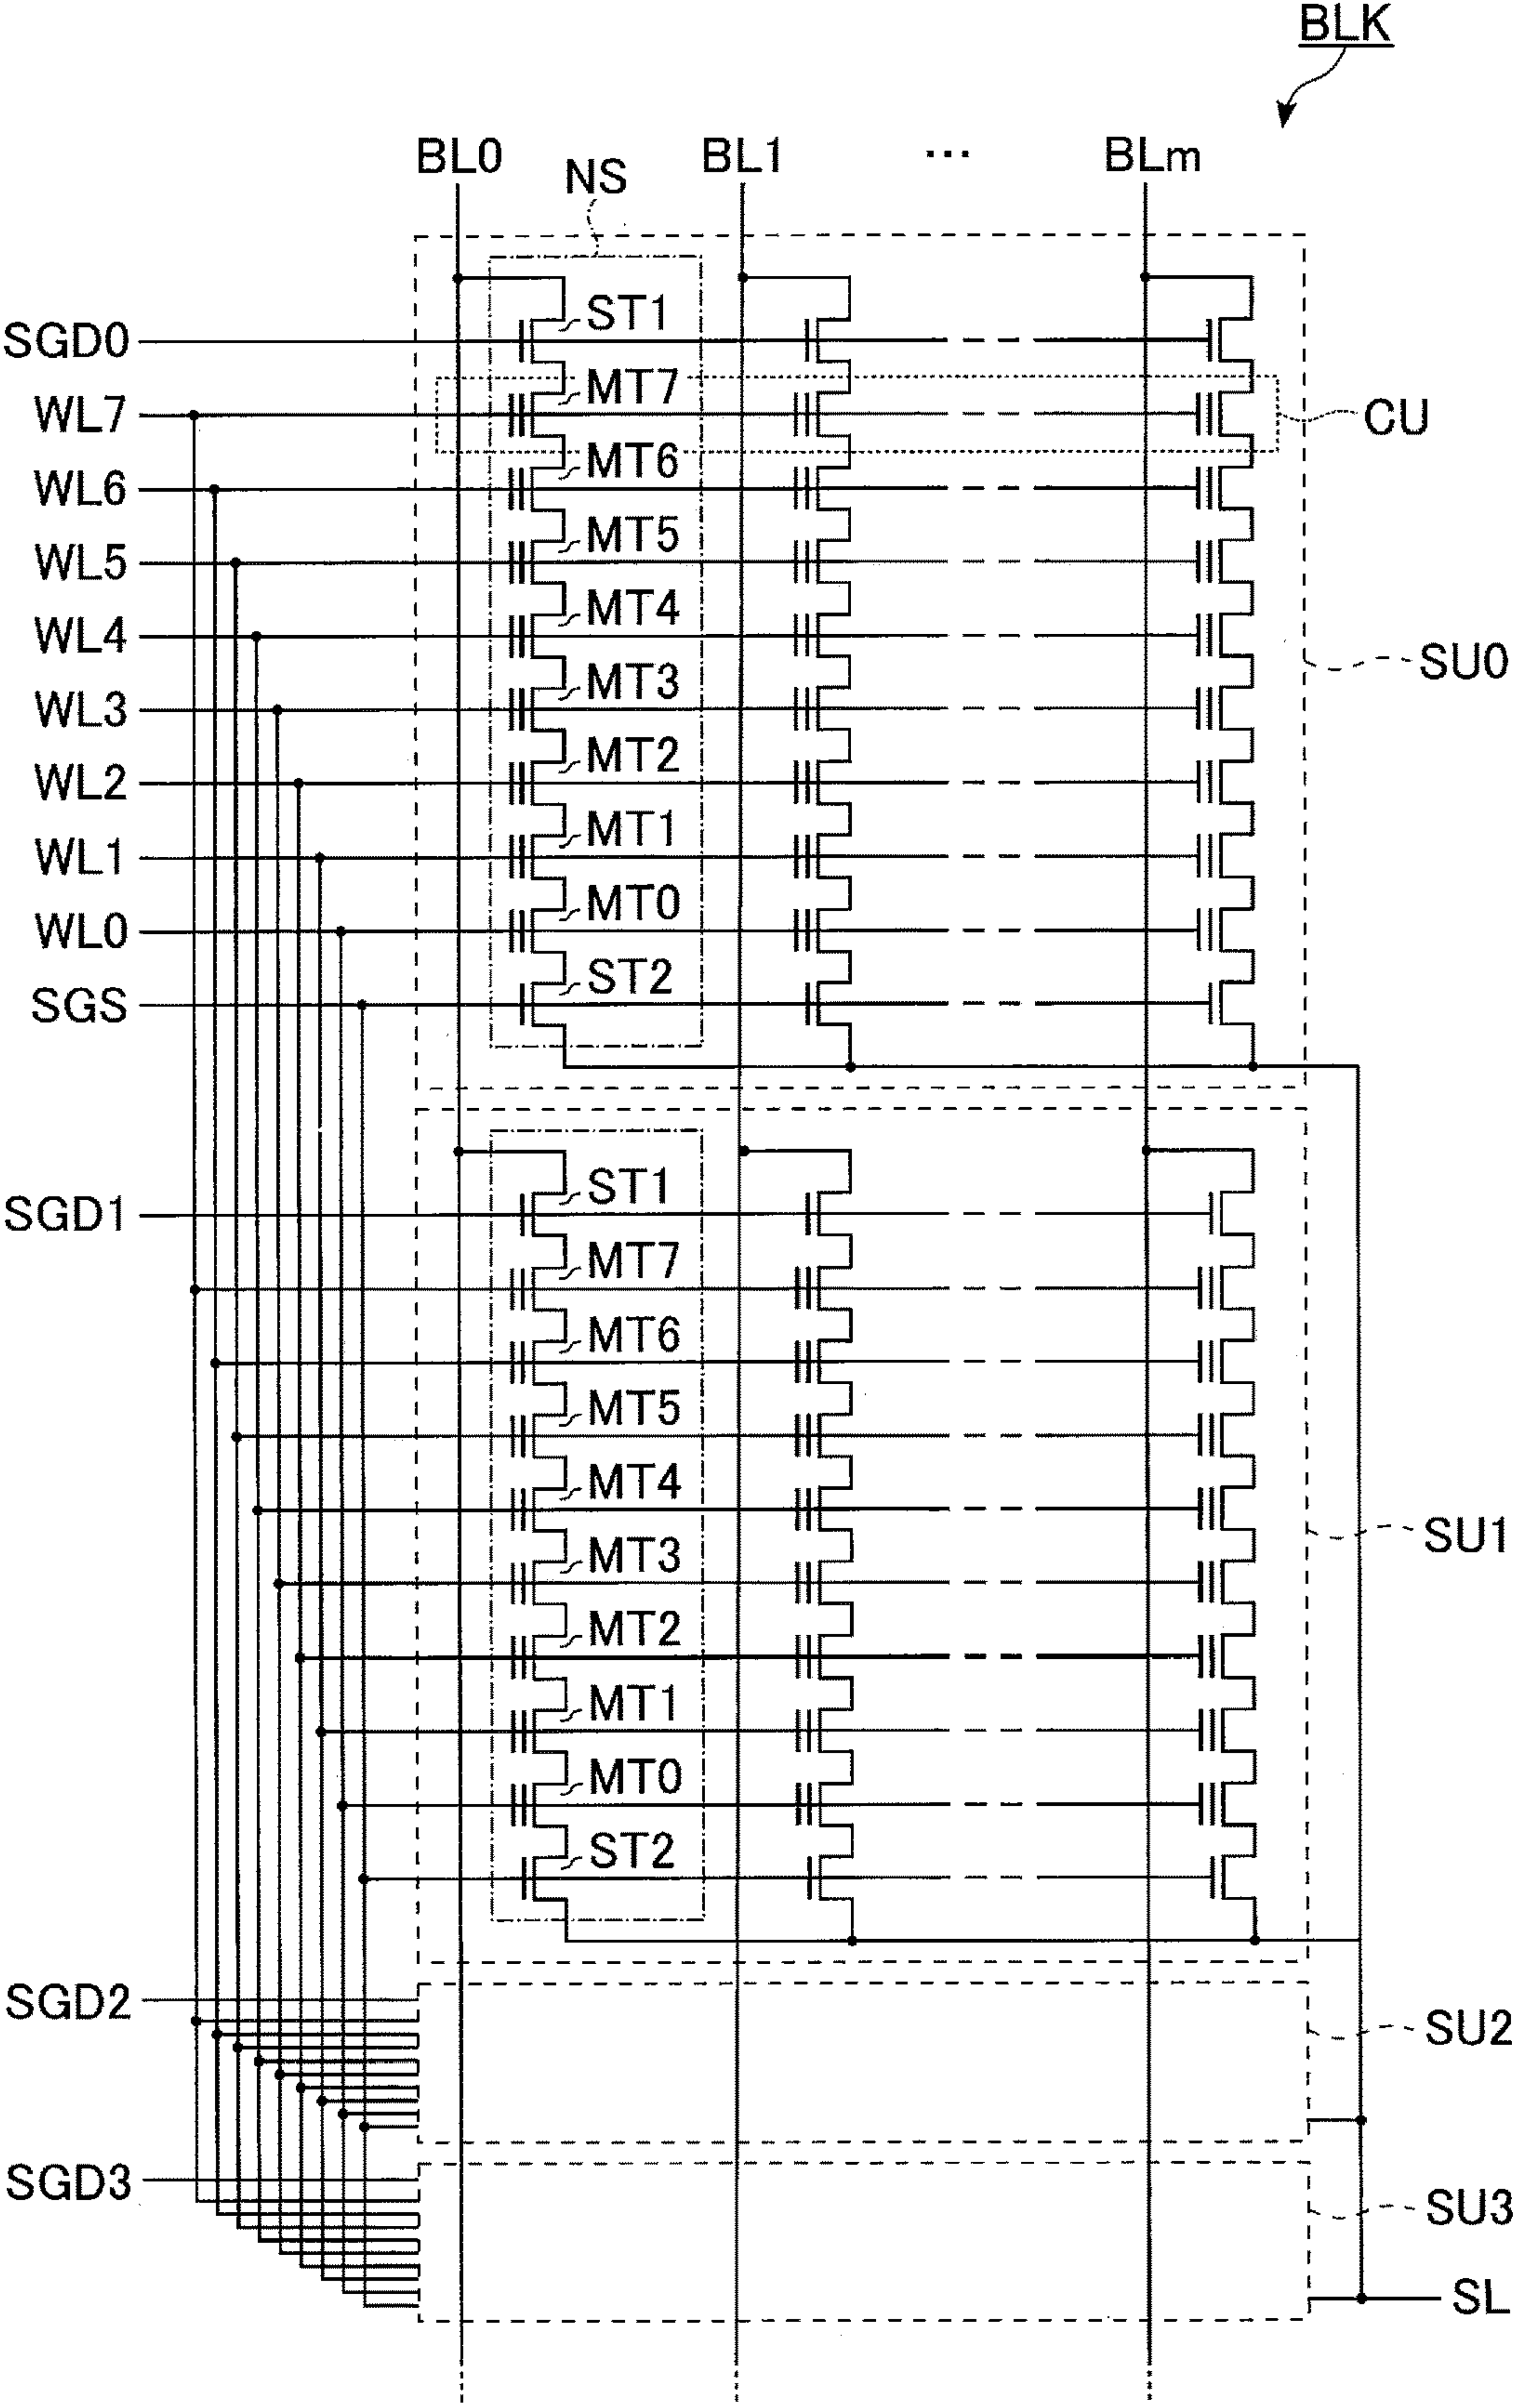 BLK
BL0 NS BL1 ... BLm
ST1
SGD0
MT7
WL7 CU
MT6
WL6
MT5
WL5
MT4
WL4
SU0
MT3
WL3
MT2
WL2
MT1
WL1
MT0
WL0
ST2
SGS
ST1
SGD1
MT7
MT6
MT5
MT4
SU1
MT3
MT2
MT1
MT0
ST2
SGD2
SU2
SGD3
SU3
SL